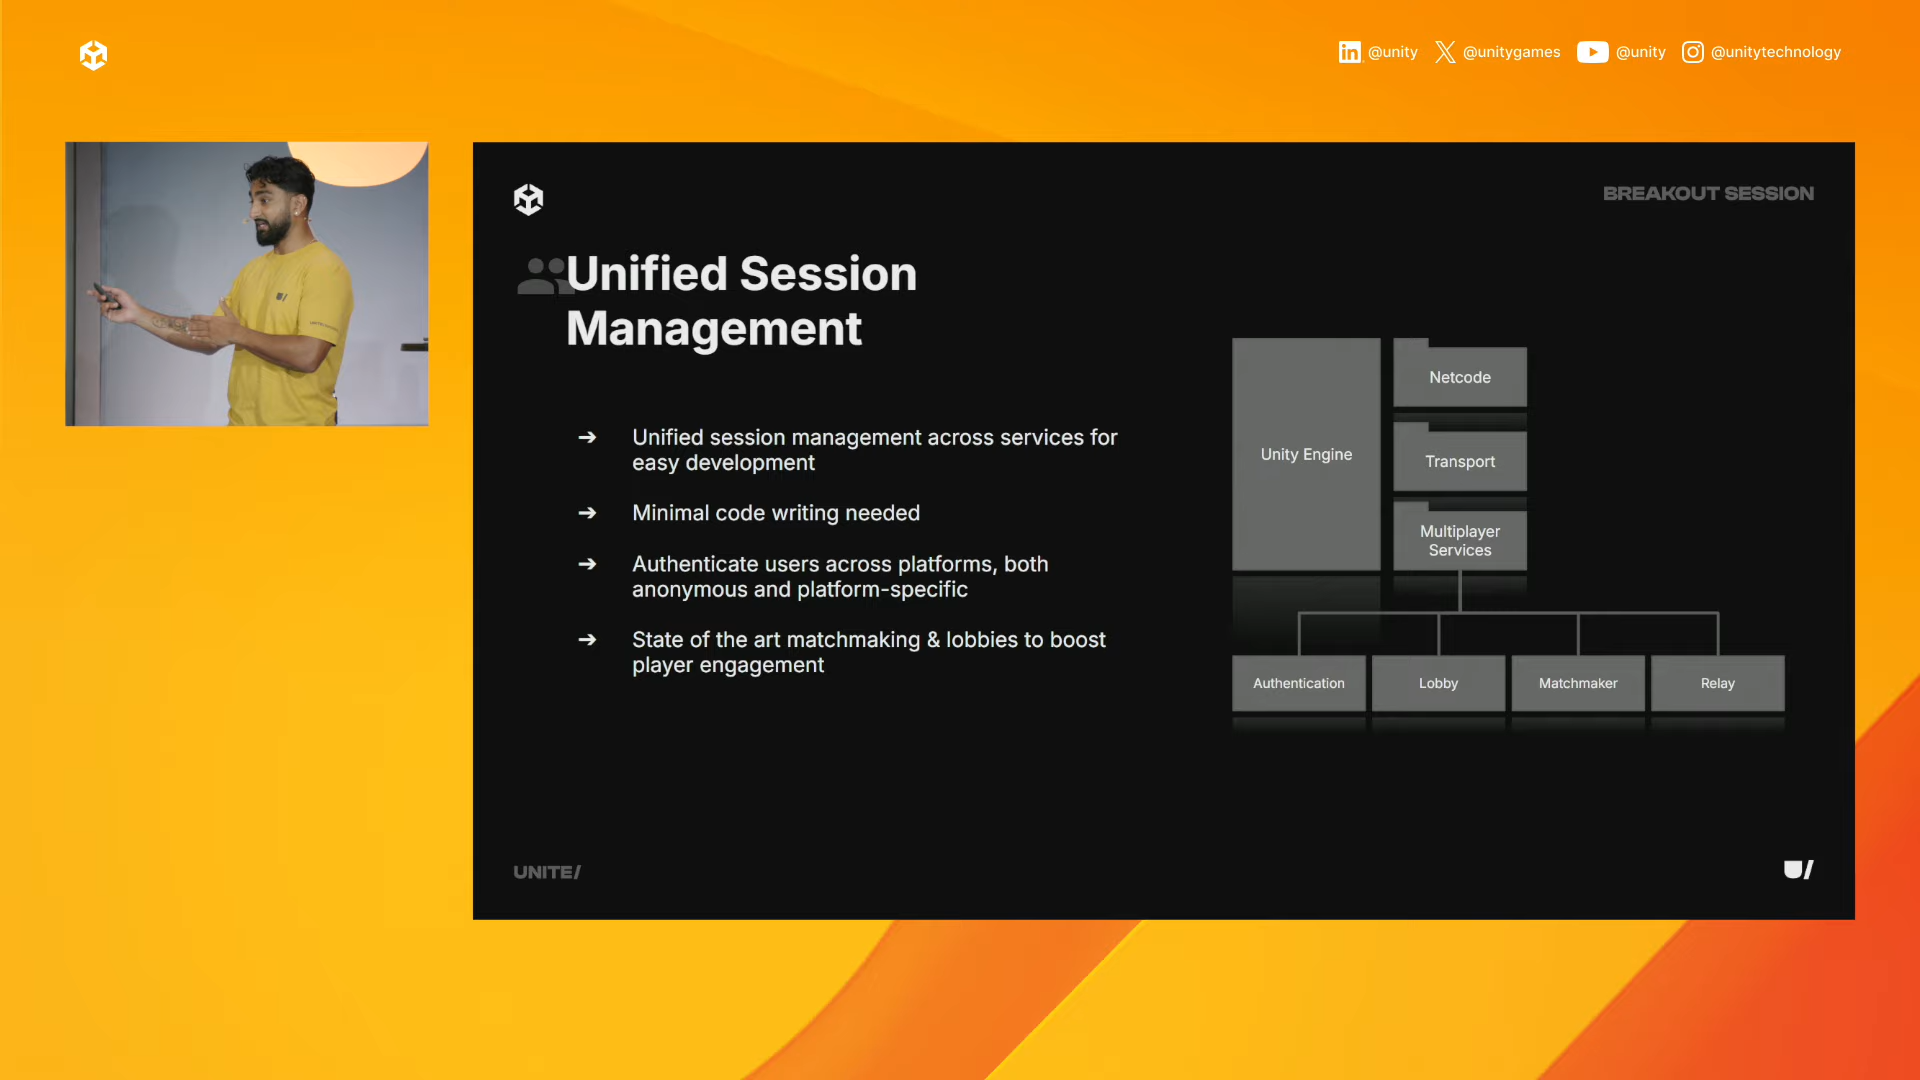 @unity
@unitygames
@unity
@unitytechnology
BREAKOUT SESSION
Unified Session
Management
Unified session management across services for
easy development
Minimal code writing needed
Authenticate users across platforms, both
anonymous and platform-specific
State of the art matchmaking & lobbies to boost
player engagement
Unity Engine
Netcode
Transport
Multiplayer
Services
Authentication
Lobby
Matchmaker
Relay
UNITE/
U/